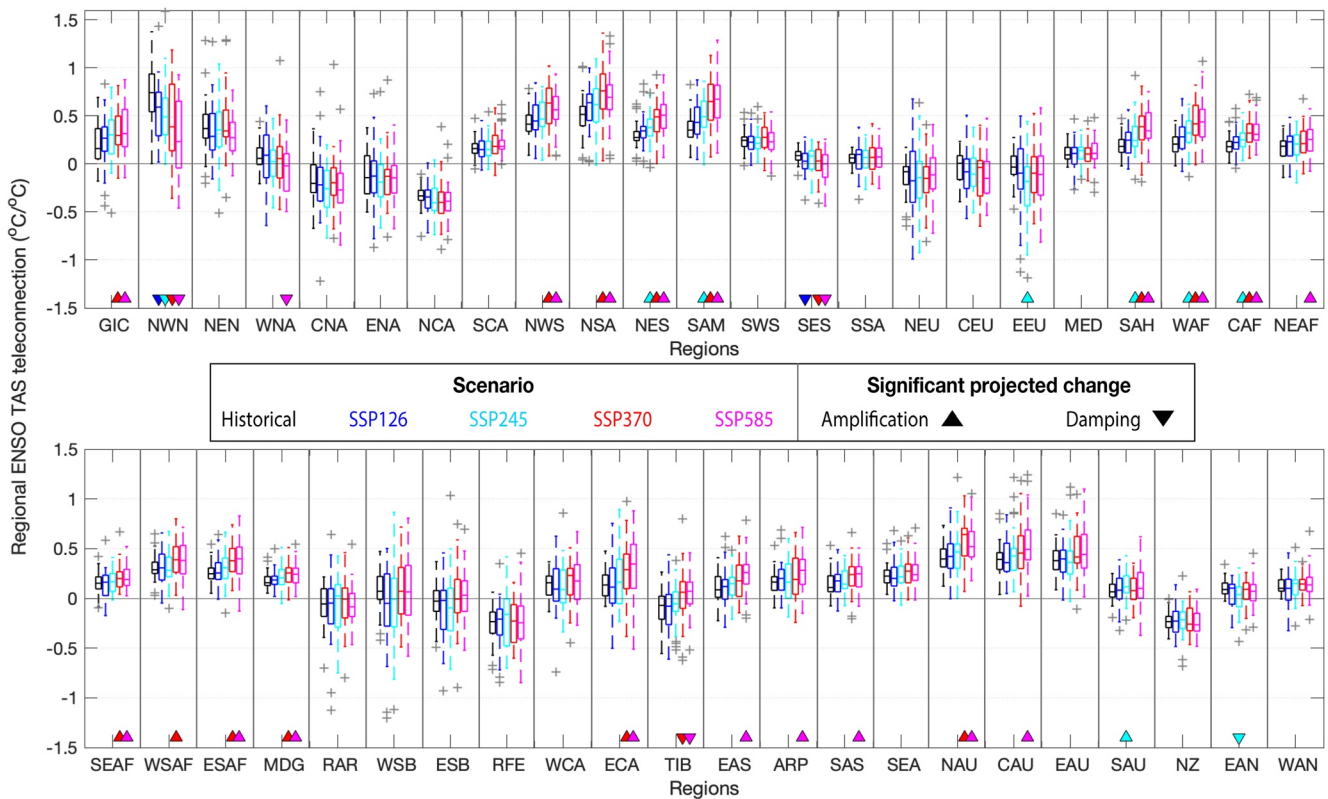 Regional ENSO TAS teleconnection (°C/°C)
1.5
1
0.5
0
-0.5
-1
-1.5
GIC NWN NEN WNA CNA ENA NCA SCA NWS NSA NES SAM SWS SES SSA NEU CEU EEU MED SAH WAF CAF NEAF
Regions
Scenario Significant projected change
Historical SSP126 SSP245 SSP370 SSP585 Amplification Damping
1.5
1
0.5
0
-0.5
-1
-1.5
SEAF WSAF ESAF MDG RAR WSB ESB RFE WCA ECA TIB EAS ARP SAS SEA NAU CAU EAU SAU NZ EAN WAN
Regions